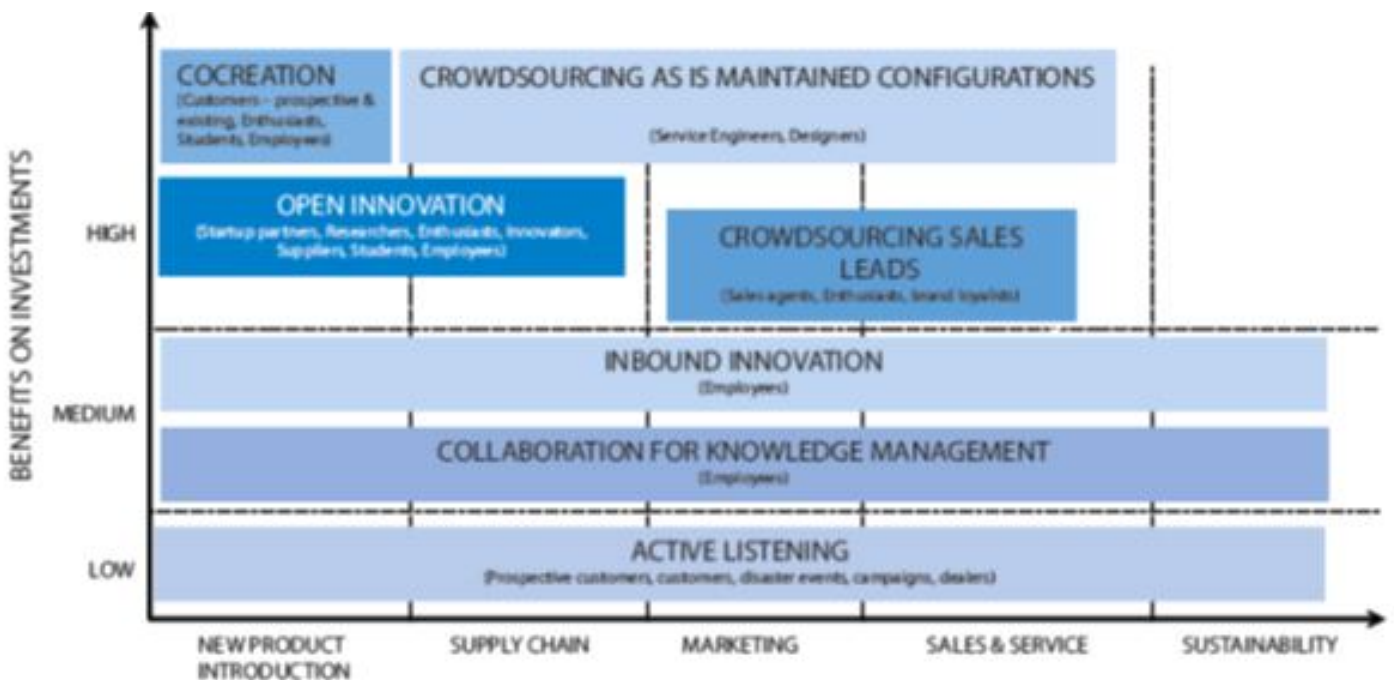 COCREATION
(Customers – prospective &
existing, Enthusiasts,
Students, Employees)
CROWDSOURCING AS IS MAINTAINED CONFIGURATIONS
(Service Engineers, Designers)
OPEN INNOVATION
(Startup partners, Researchers, Enthusiasts, Innovators,
Suppliers, Students, Employees)
CROWDSOURCING SALES
LEADS
(Sales agents, Enthusiasts, brand loyalists)
INBOUND INNOVATION
(Employees)
COLLABORATION FOR KNOWLEDGE MANAGEMENT
(Employees)
ACTIVE LISTENING
(Prospective customers, customers, disaster events, campaigns, dealers)
BENEFITS ON INVESTMENTS
HIGH
MEDIUM
LOW
NEW PRODUCT
INTRODUCTION
SUPPLY CHAIN
MARKETING
SALES & SERVICE
SUSTAINABILITY